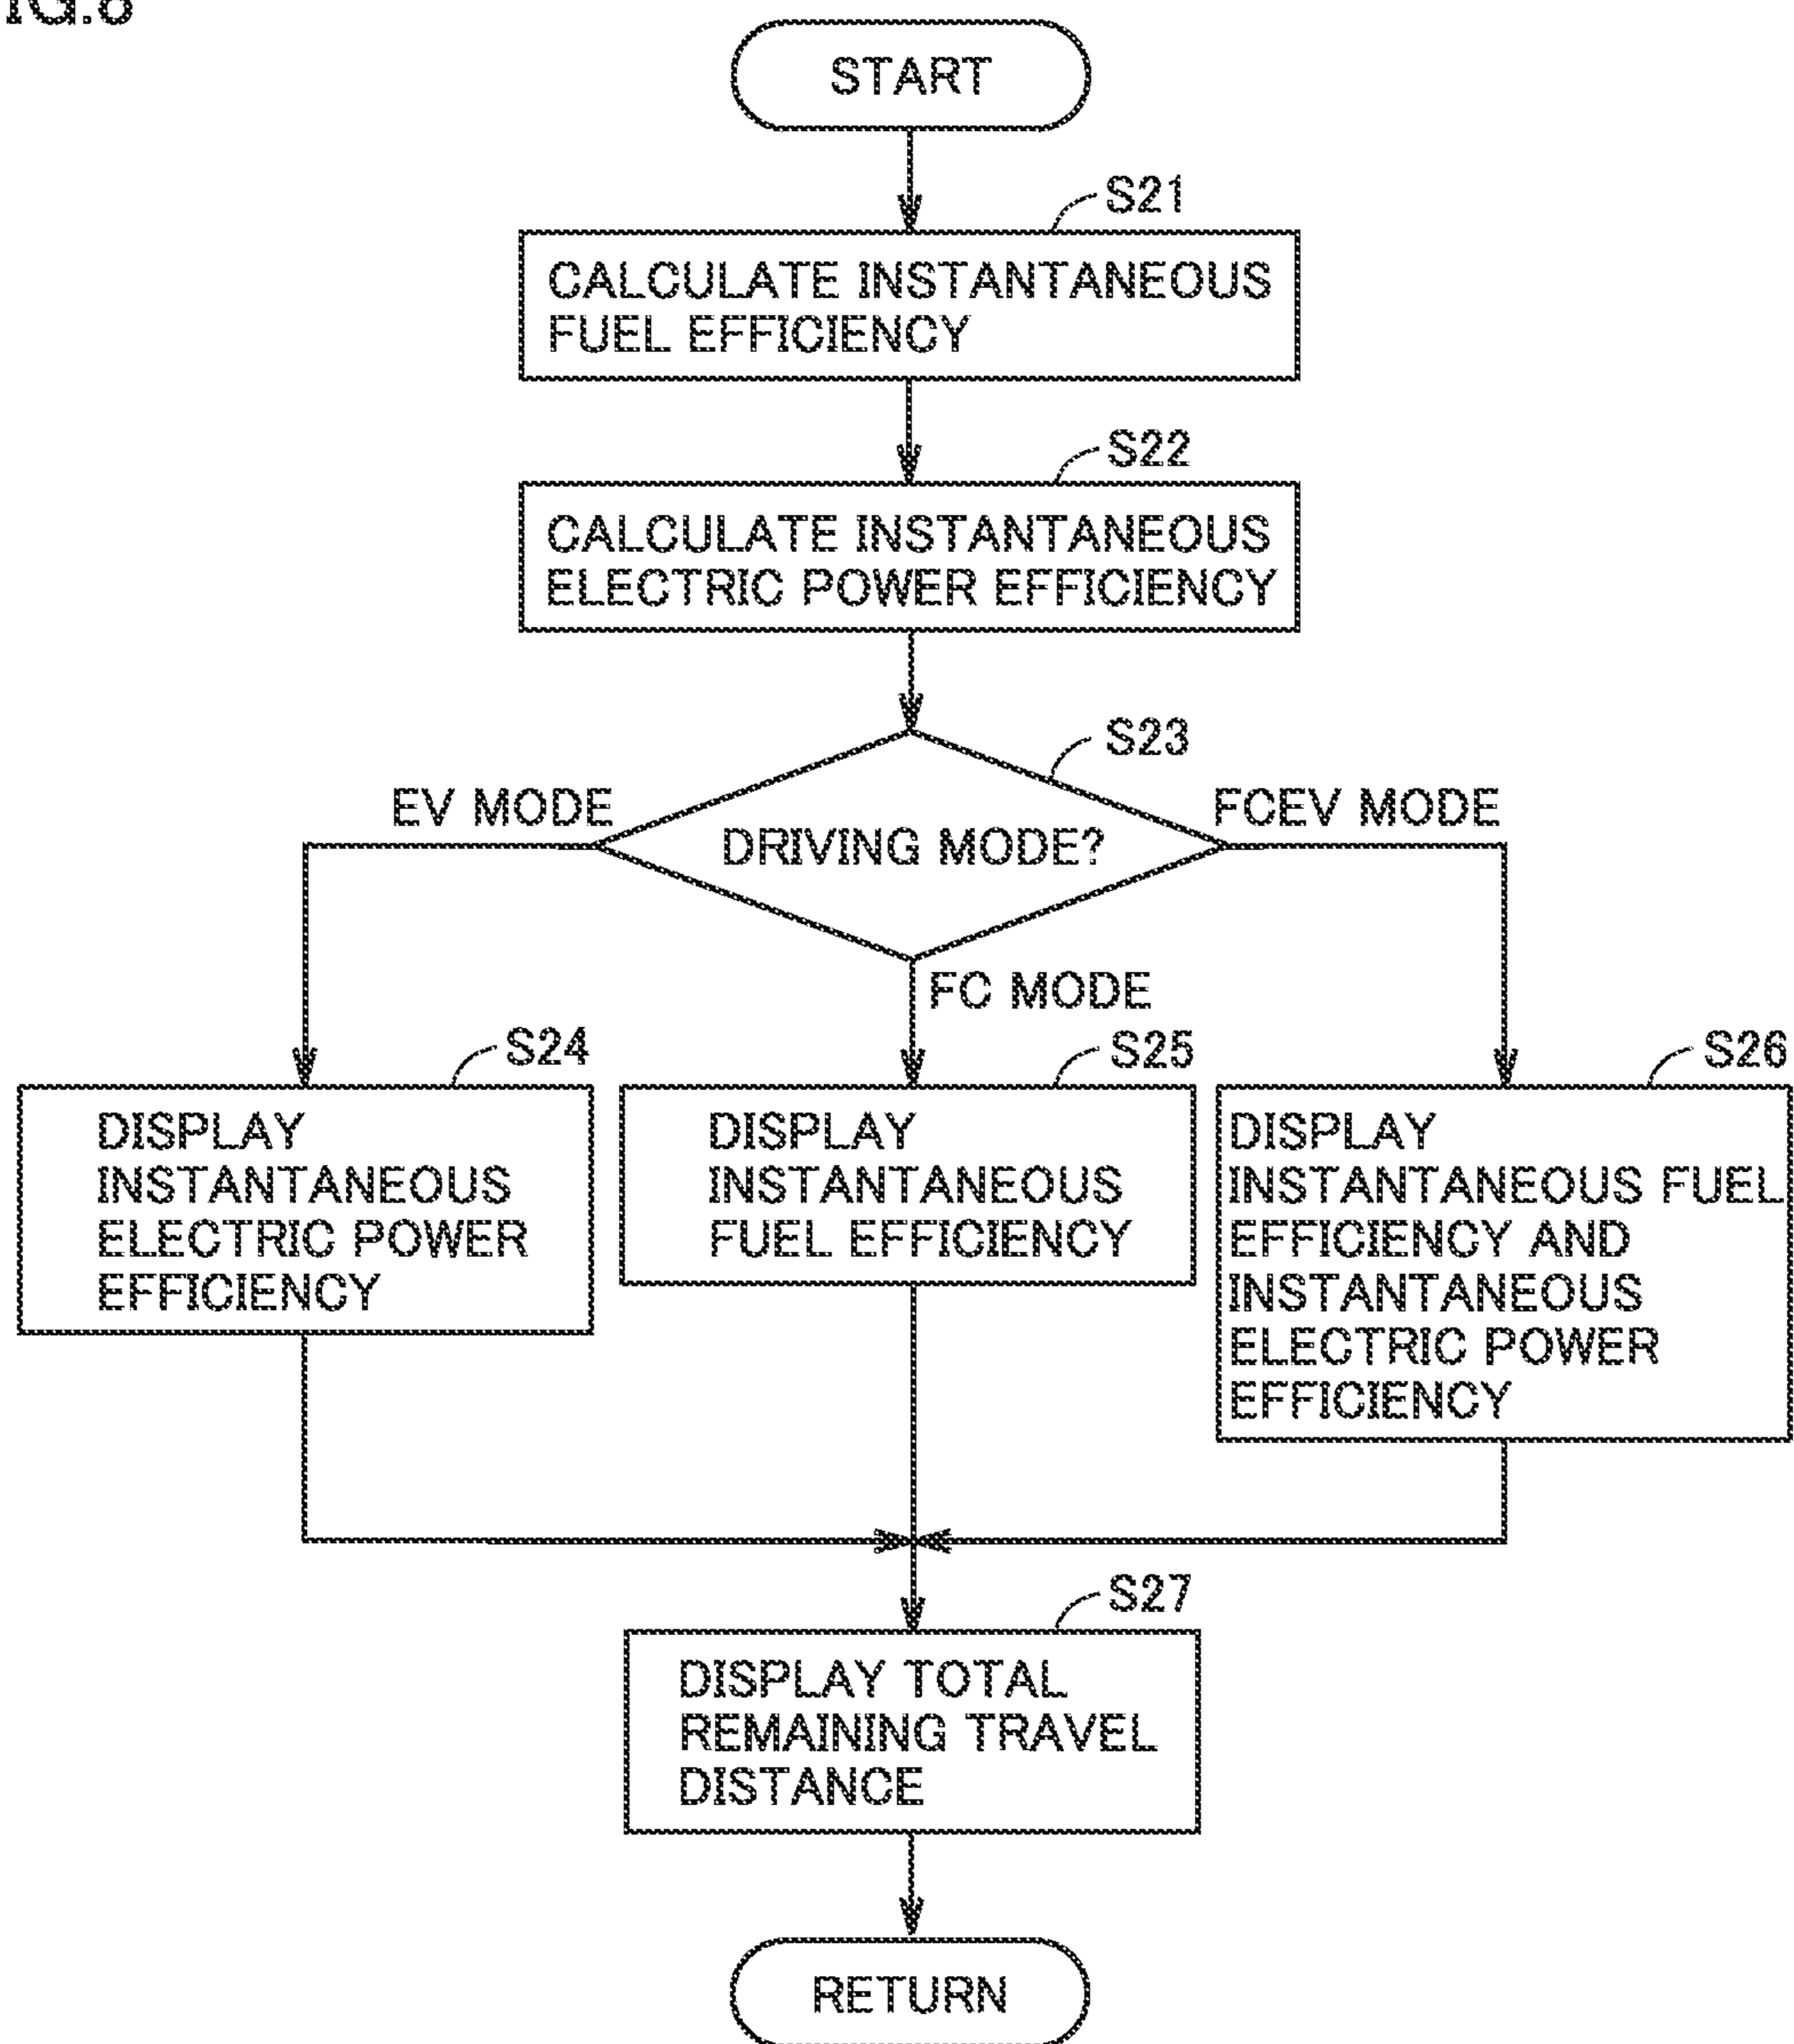 IG.8
START
S21
CALCULATE INSTANTANEOUS
FUEL EFFICIENCY
S22
CALCULATE INSTANTANEOUS
ELECTRIC POWER EFFICIENCY
S23
EV MODE
DRIVING MODE?
FCEV MODE
FC MODE
S24
DISPLAY
INSTANTANEOUS
ELECTRIC POWER
EFFICIENCY
S25
DISPLAY
INSTANTANEOUS
FUEL EFFICIENCY
S26
DISPLAY
INSTANTANEOUS FUEL
EFFICIENCY AND
INSTANTANEOUS
ELECTRIC POWER
EFFICIENCY
S27
DISPLAY TOTAL
REMAINING TRAVEL
DISTANCE
RETURN